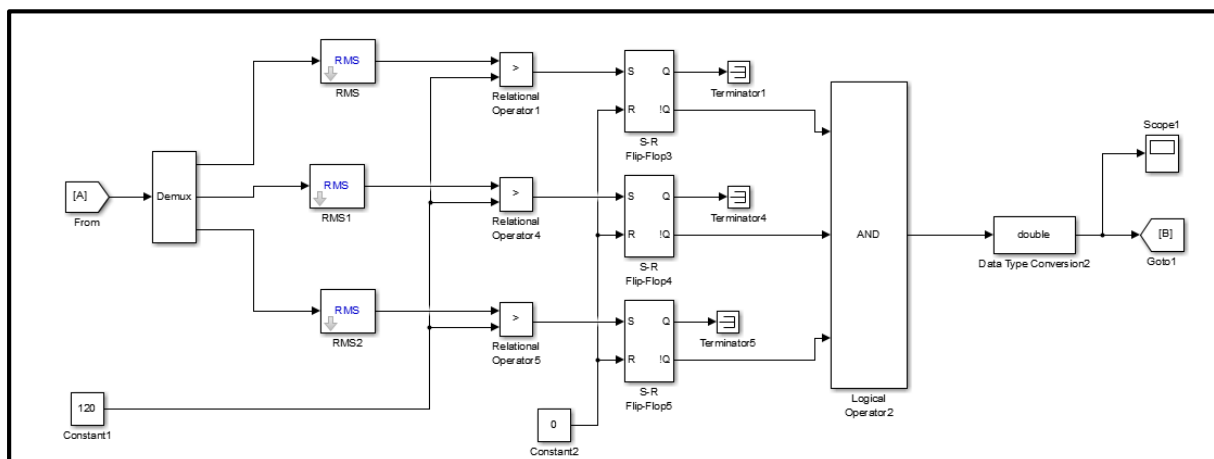 RMS
RMS
>
Relational
Operator1
S
Q
R
!Q
S-R
Flip-Flop3
Terminator1
Scope1
[A]
From
Demux
RMS
RMS1
>
Relational
Operator4
S
Q
R
!Q
S-R
Flip-Flop4
Terminator4
AND
Logical
Operator2
double
Data Type Conversion2
[B]
Goto1
RMS
RMS2
>
Relational
Operator5
S
Q
R
!Q
S-R
Flip-Flop5
Terminator5
120
Constant1
0
Constant2